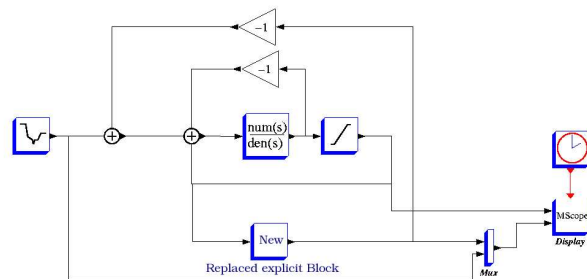 -1
-1
num(s)
den(s)
MScope
Display
New
Mux
Replaced explicit Block